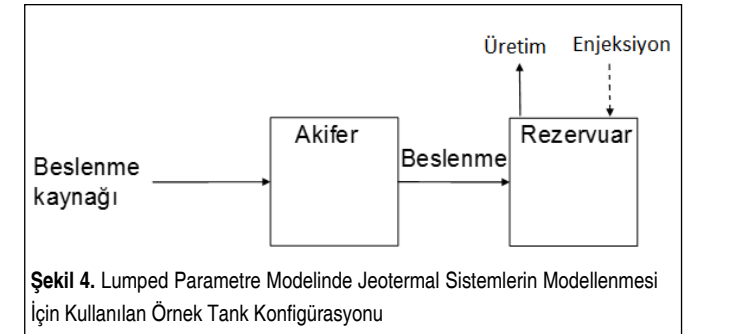 Üretim Enjeksiyon
Akifer
Rezervuar
Beslenme
kaynağı
Beslenme
Şekil 4. Lumped Parametre Modelinde Jeotermal Sistemlerin Modellenmesi
İçin Kullanılan Örnek Tank Konfigürasyonu